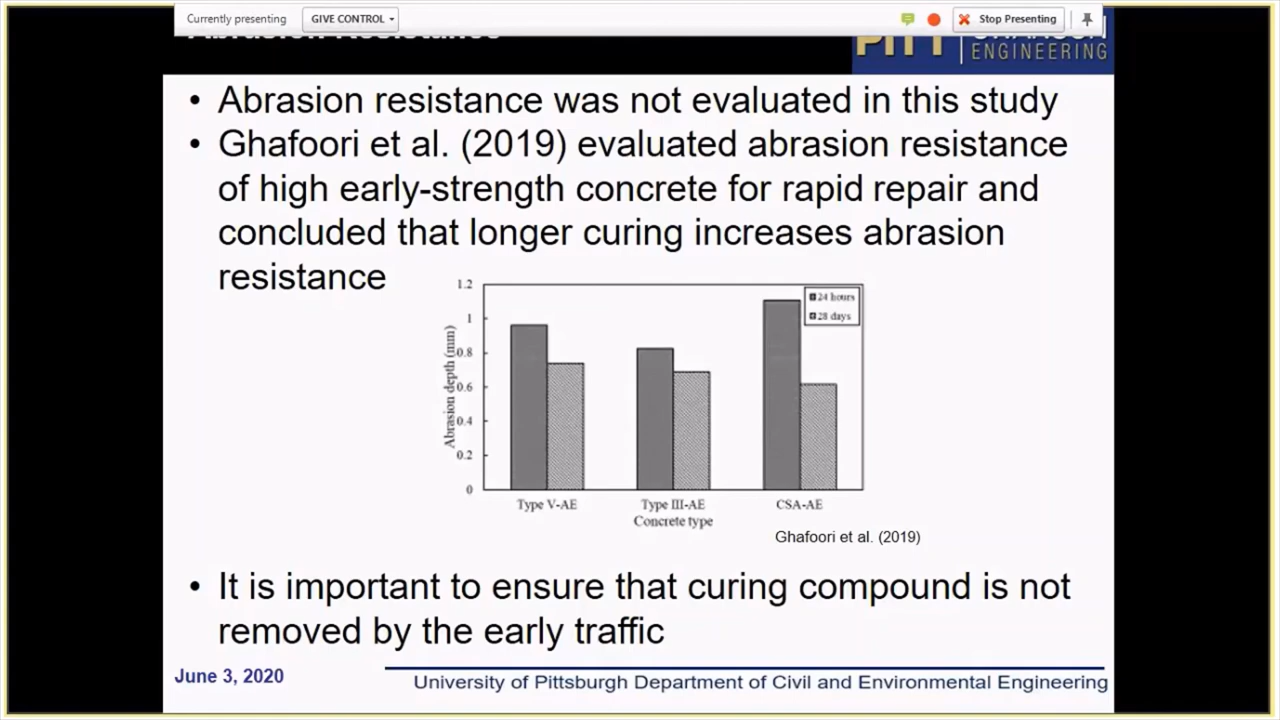 Currently presenting
GIVE CONTROL
Stop Presenting
PITT
ENGINEERING
• Abrasion resistance was not evaluated in this study
• Ghafoori et al. (2019) evaluated abrasion resistance
of high early-strength concrete for rapid repair and
concluded that longer curing increases abrasion
resistance
1.2
1
0.8
0.6
0.4
0.2
0
Abrasion depth (mm)
24 hours
28 days
Type V-AE
Type III-AE
CSA-AE
Concrete type
Ghafoori et al. (2019)
• It is important to ensure that curing compound is not
removed by the early traffic
June 3, 2020
University of Pittsburgh Department of Civil and Environmental Engineering